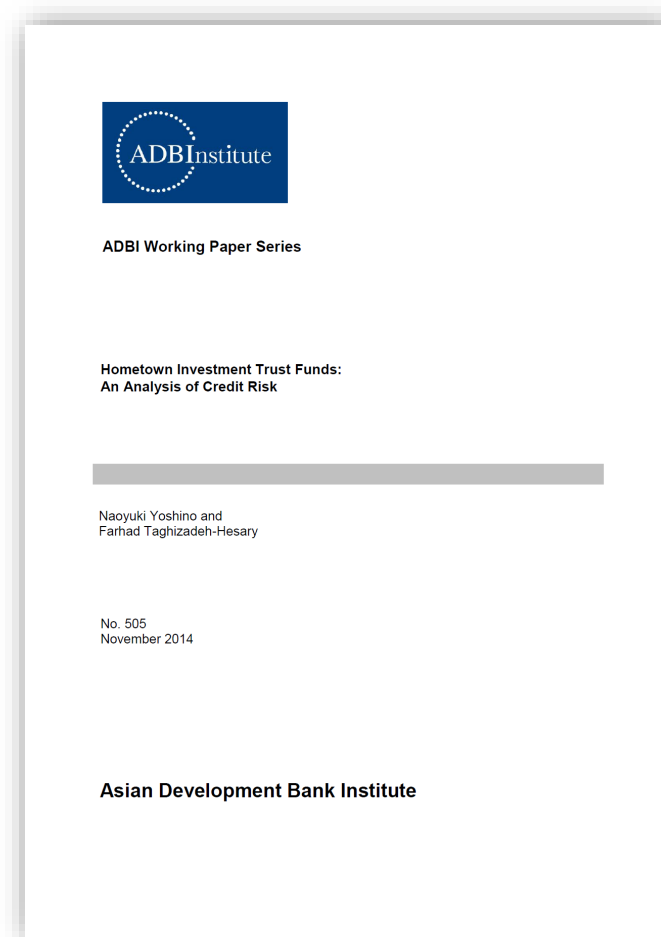 ADBInstitute
ADBI Working Paper Series
Hometown Investment Trust Funds:
An Analysis of Credit Risk
Naoyuki Yoshino and
Farhad Taghizadeh-Hesary
No. 505
November 2014
Asian Development Bank Institute